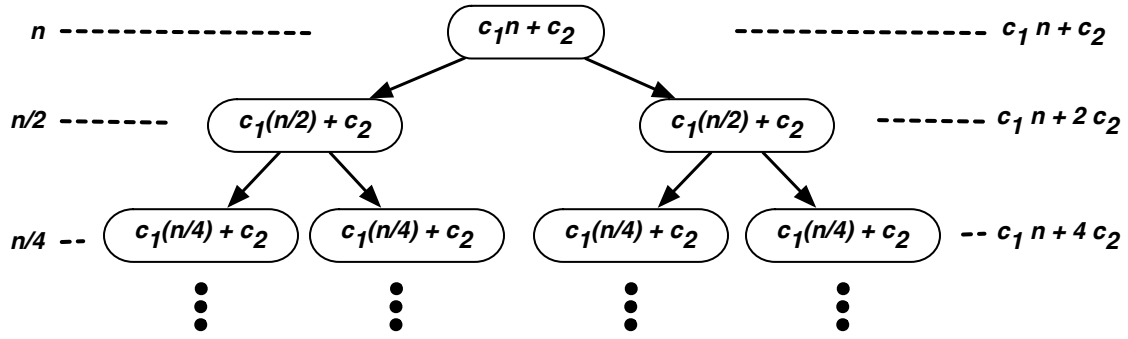 n c₁n + c₂ c₁ n + c₂
n/2 c₁(n/2) + c₂ c₁(n/2) + c₂ c₁ n + 2 c₂
n/4 c₁(n/4) + c₂ c₁(n/4) + c₂ c₁(n/4) + c₂ c₁(n/4) + c₂ c₁ n + 4 c₂